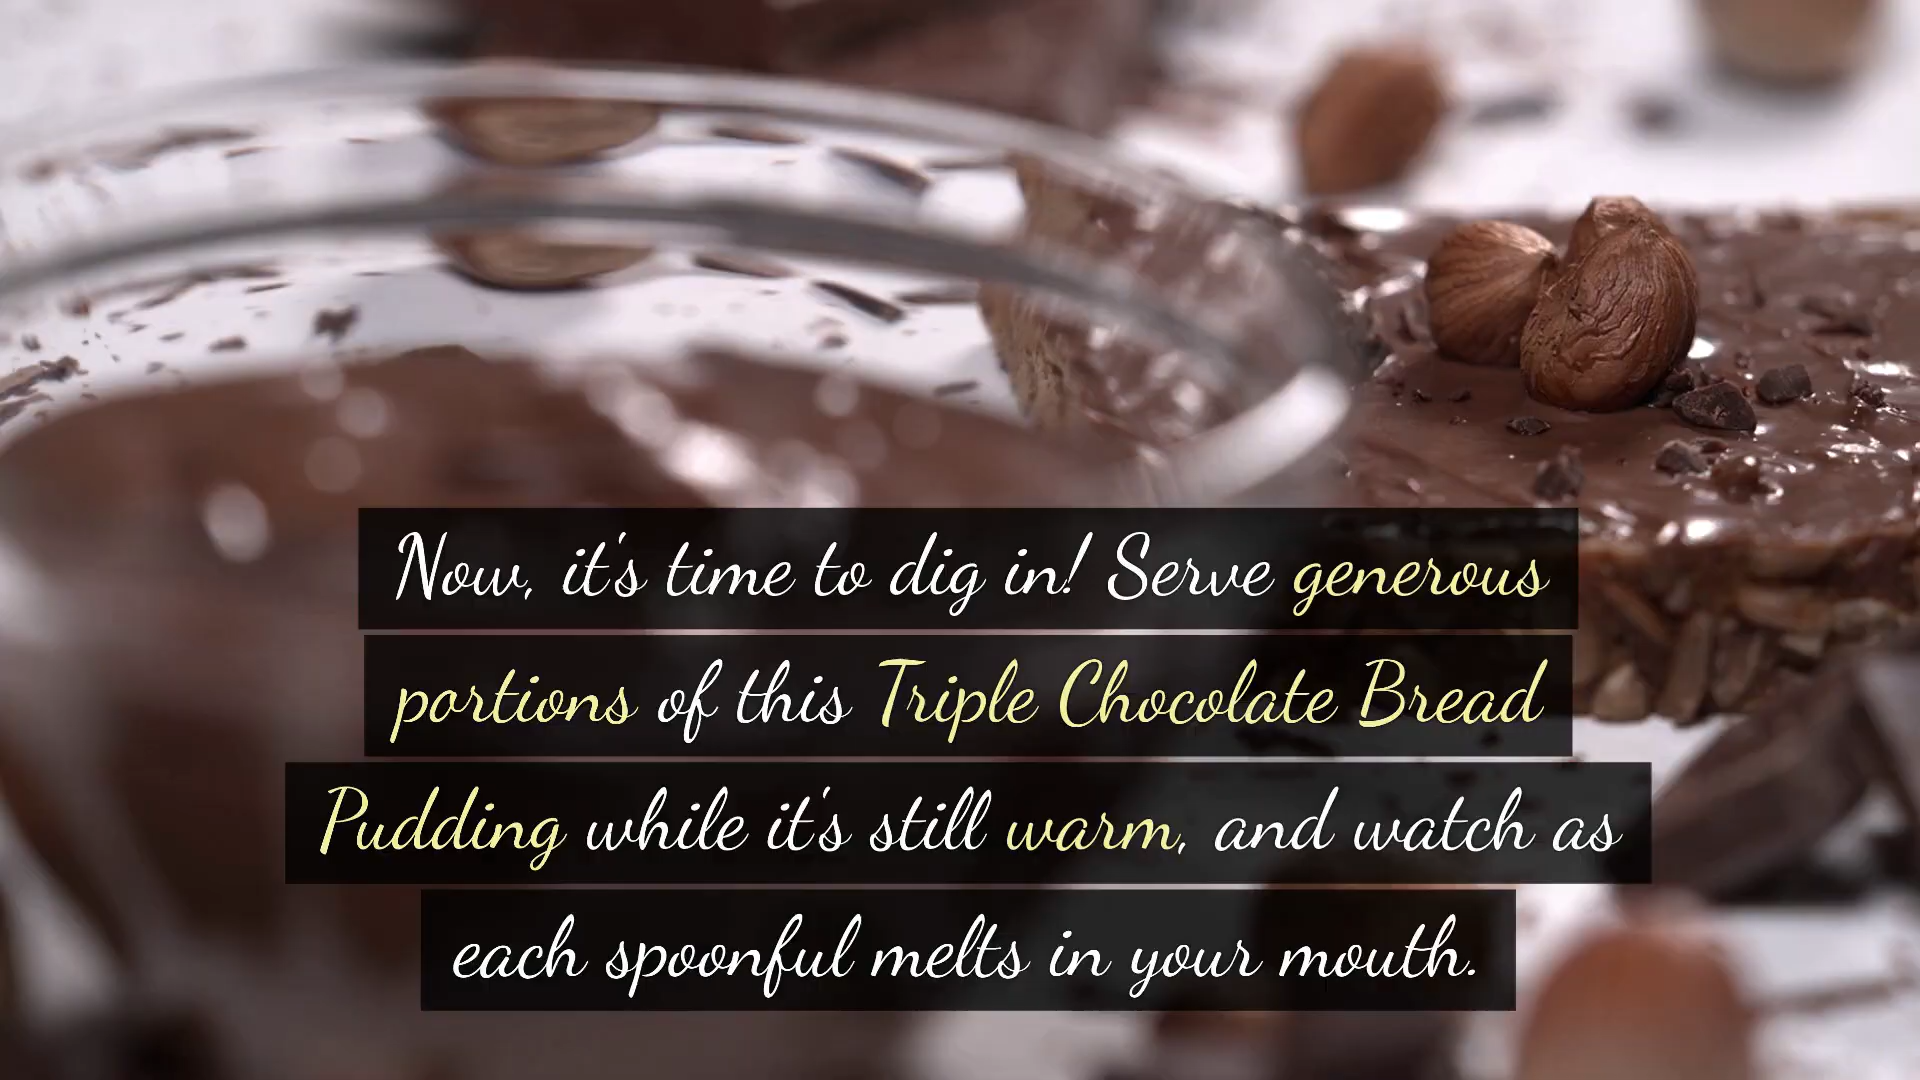 Now, it's time to dig in! Serve generous
portions of this Triple Chocolate Bread
Pudding while it's still warm, and watch as
each spoonful melts in your mouth.